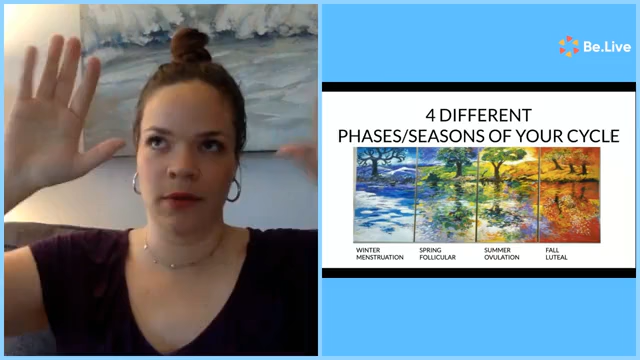 Be.Live
4 DIFFERENT
PHASES/SEASONS OF YOUR CYCLE
WINTER
MENSTRUATION
SPRING
FOLLICULAR
SUMMER
OVULATION
FALL
LUTEAL